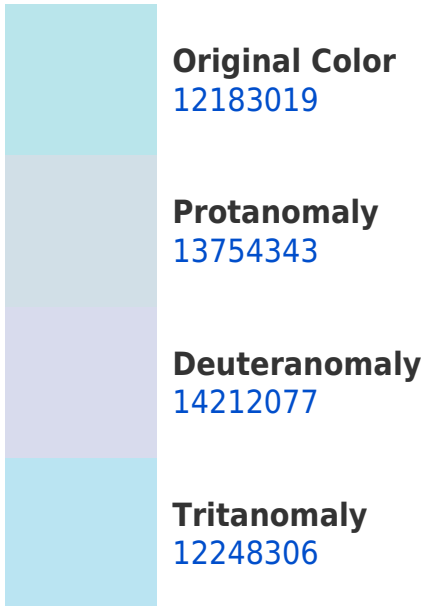 Original Color
12183019
Protanomaly
13754343
Deuteranomaly
14212077
Tritanomaly
12248306